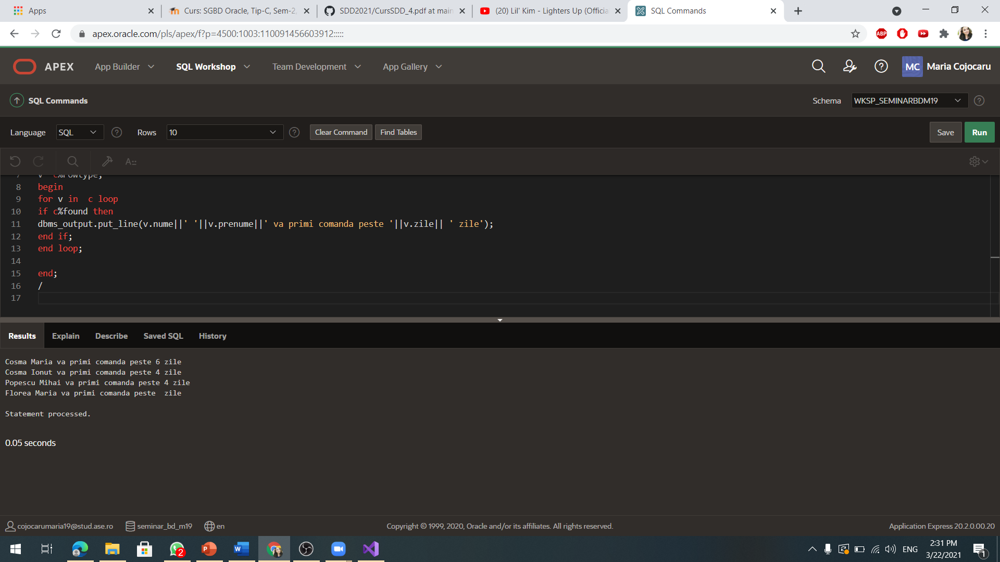 Apps
Curs: SGBD Oracle, Tip-C, Sem-2,
SDD2021/CursSDD_4.pdf at main
(20) Lil' Kim - Lighters Up (Officia
SQL Commands
apex.oracle.com/pls/apex/f?p=4500:1003:110091456603912:::::
ABP
APEX
App Builder
SQL Workshop
Team Development
App Gallery
MC
Maria Cojocaru
SQL Commands
Schema
WKSP_SEMINARBDM19
Language
SQL
Rows
10
Clear Command
Find Tables
Save
Run
7 v c%rowtype;
8 begin
9 for v in  c loop
10 if c%found then
11 dbms_output.put_line(v.nume||' '||v.prenume||' va primi comanda peste '||v.zile|| ' zile');
12 end if;
13 end loop;
14
15 end;
16 /
17
Results
Explain
Describe
Saved SQL
History
Cosma Maria va primi comanda peste 6 zile
Cosma Ionut va primi comanda peste 4 zile
Popescu Mihai va primi comanda peste 4 zile
Florea Maria va primi comanda peste  zile
Statement processed.
0.05 seconds
cojocarumaria19@stud.ase.ro
seminar_bd_m19
en
Copyright © 1999, 2020, Oracle and/or its affiliates. All rights reserved.
Application Express 20.2.0.00.20
2
ENG
2:31 PM
3/22/2021
1